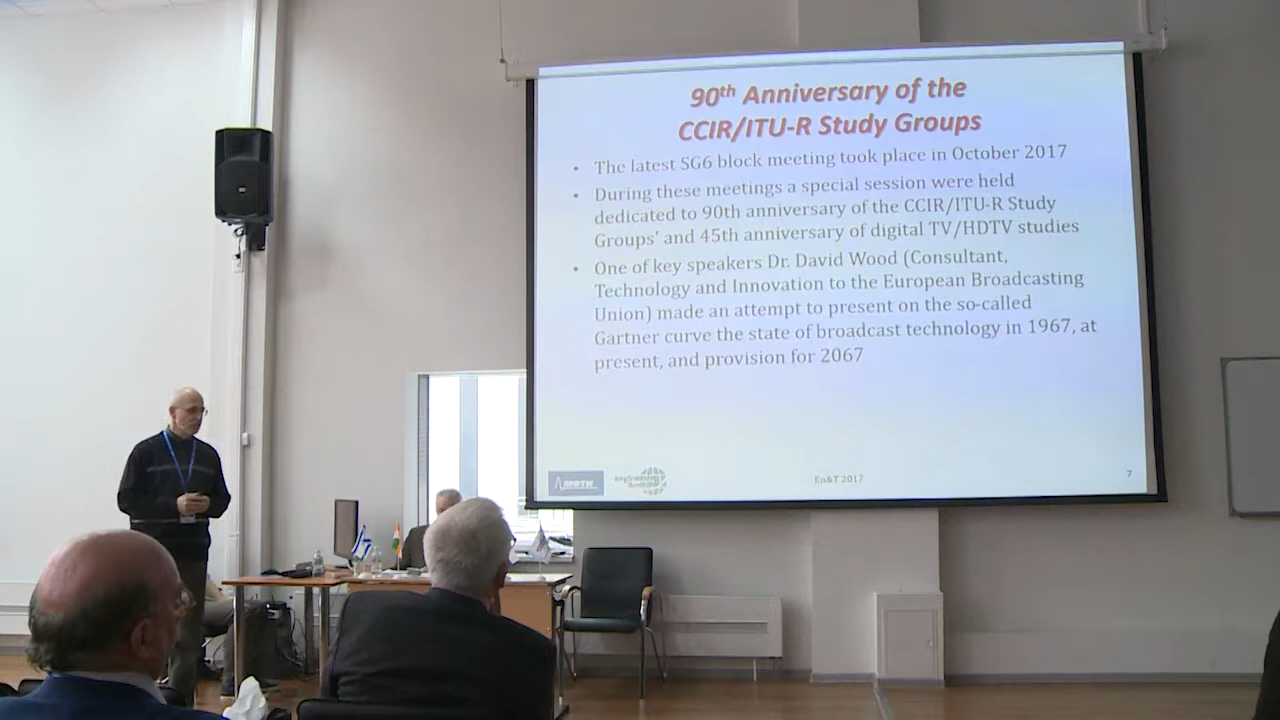 90th Anniversary of the
CCIR/ITU-R Study Groups
• The latest SG6 block meeting took place in October 2017
• During these meetings a special session were held
dedicated to 90th anniversary of the CCIR/ITU-R Study
Groups' and 45th anniversary of digital TV/HDTV studies
• One of key speakers Dr. David Wood (Consultant,
Technology and Innovation to the European Broadcasting
Union) made an attempt to present on the so-called
Gartner curve the state of broadcast technology in 1967, at
present, and provision for 2067
МФТИ
engineering
En&T 2017
7